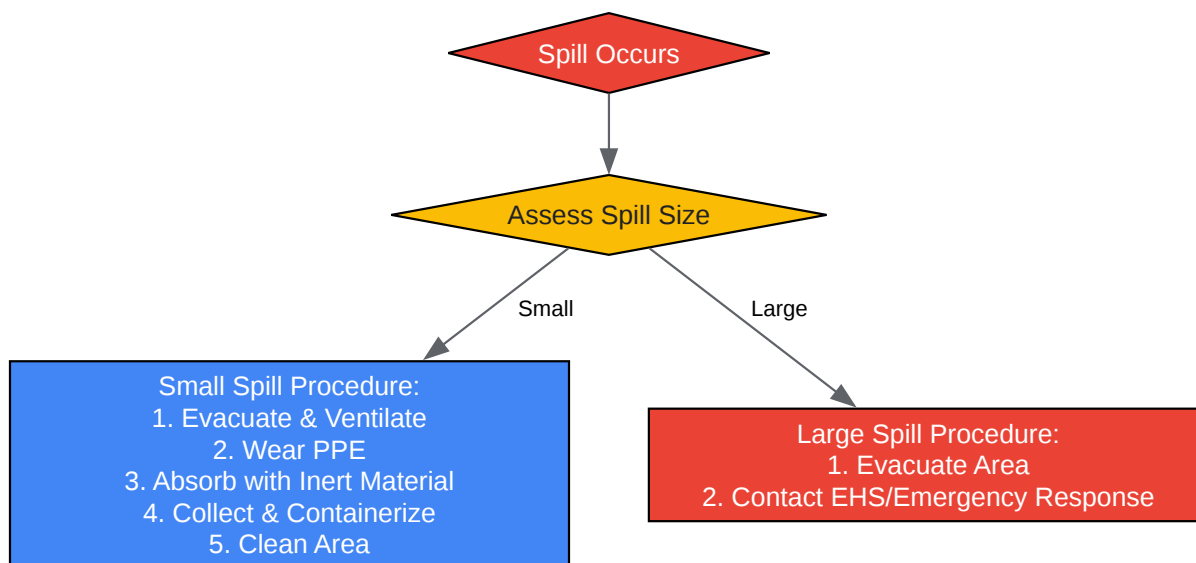 Spill Occurs
Assess Spill Size
Small
Large
Small Spill Procedure:
1. Evacuate & Ventilate
2. Wear PPE
3. Absorb with Inert Material
4. Collect & Containerize
5. Clean Area
Large Spill Procedure:
1. Evacuate Area
2. Contact EHS/Emergency Response